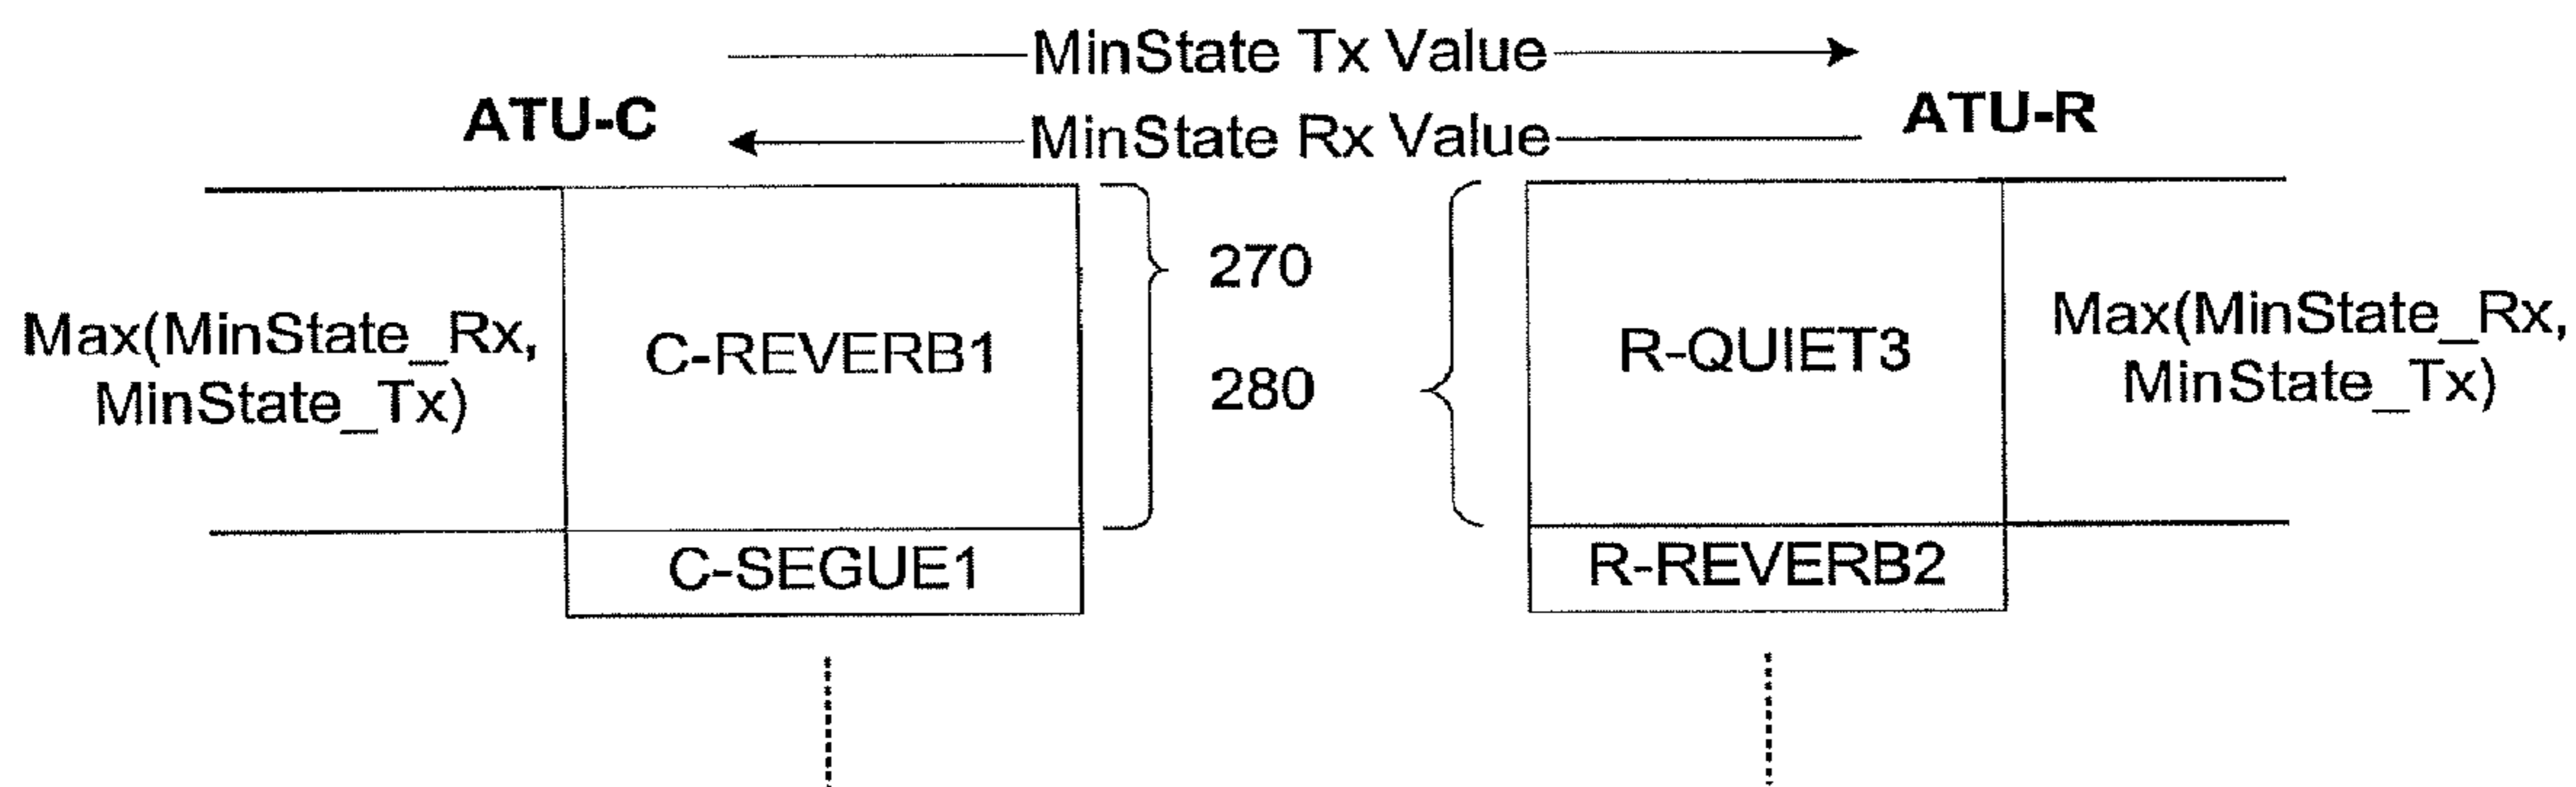 MinState Tx Value
ATU-C
MinState Rx Value
ATU-R
270
Max(MinState_Rx,
MinState_Tx)
C-REVERB1
280
R-QUIET3
Max(MinState_Rx,
MinState_Tx)
C-SEGUE1
R-REVERB2